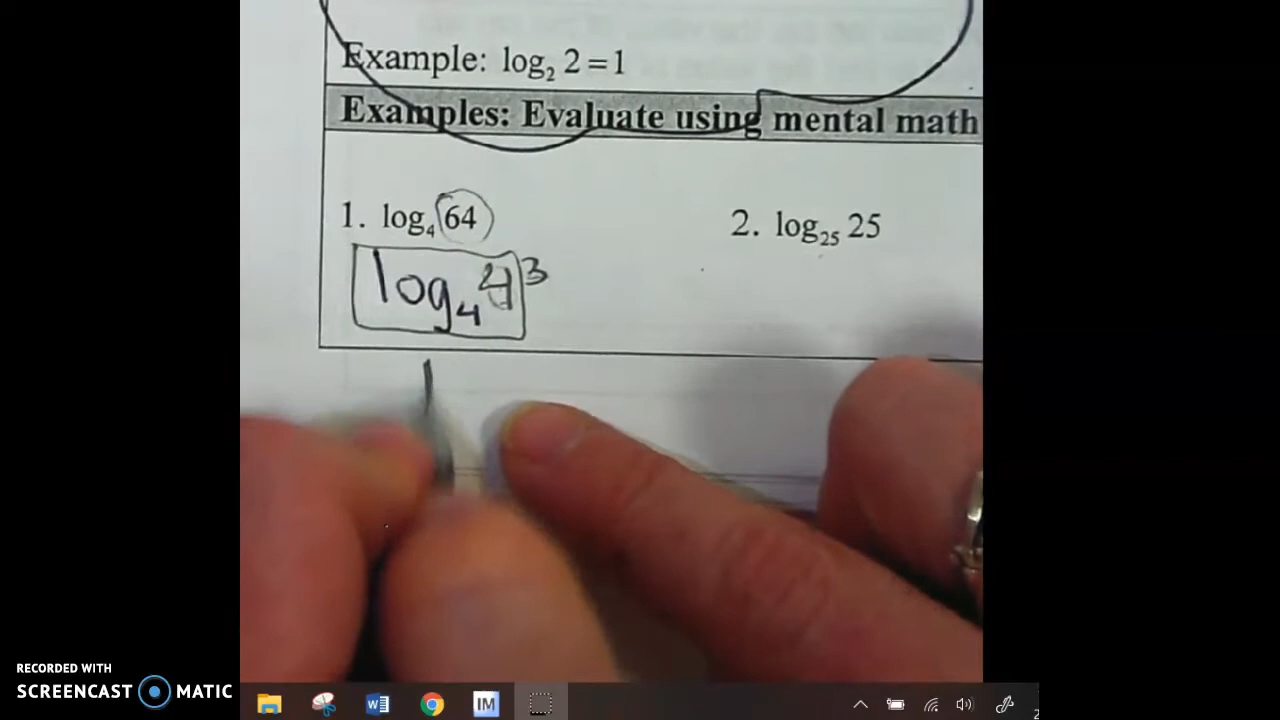 Example: log₂ 2 = 1
Examples: Evaluate using mental math
1. log₄ 64
2. log₂₅ 25
log₄ 4³
RECORDED WITH
SCREENCAST MATIC
IM